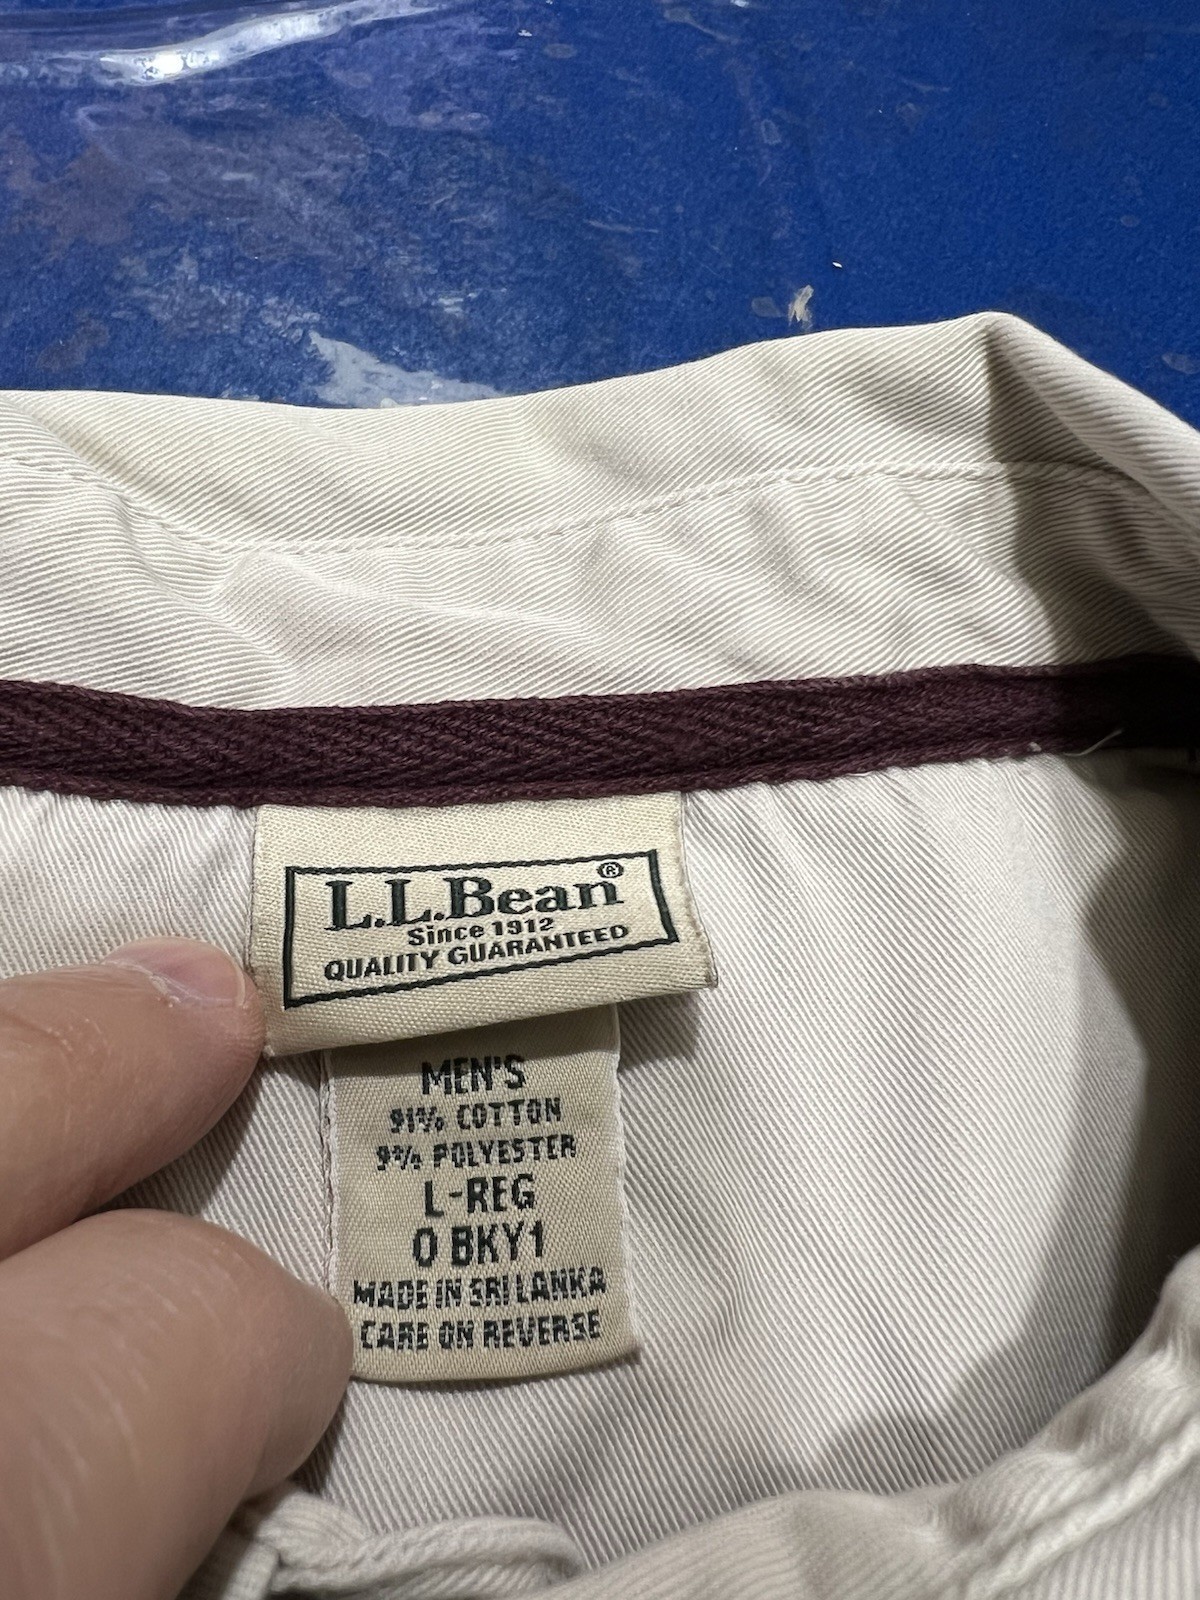 L.L.Bean®
Since 1912
QUALITY GUARANTEED
MEN'S
91% COTTON
9% POLYESTER
L-REG
0 BKY1
MADE IN SRI LANKA
CARE ON REVERSE